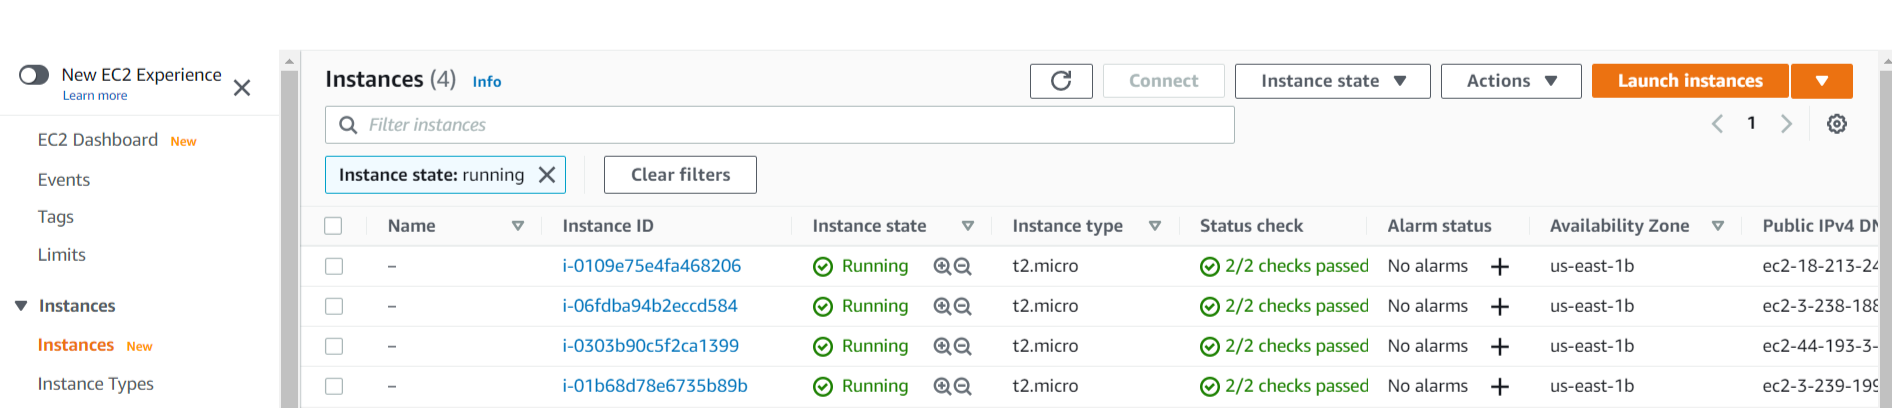 New EC2 Experience
Learn more
EC2 Dashboard New
Events
Tags
Limits
Instances
Instances New
Instance Types
Instances (4) Info
Connect
Instance state
Actions
Launch instances
Filter instances
1
Instance state: running
Clear filters
Name Instance ID Instance state Instance type Status check Alarm status Availability Zone Public IPv4 DN
– i-0109e75e4fa468206 Running t2.micro 2/2 checks passed No alarms + us-east-1b ec2-18-213-24
– i-06fdba94b2eccd584 Running t2.micro 2/2 checks passed No alarms + us-east-1b ec2-3-238-188
– i-0303b90c5f2ca1399 Running t2.micro 2/2 checks passed No alarms + us-east-1b ec2-44-193-3-
– i-01b68d78e6735b89b Running t2.micro 2/2 checks passed No alarms + us-east-1b ec2-3-239-199